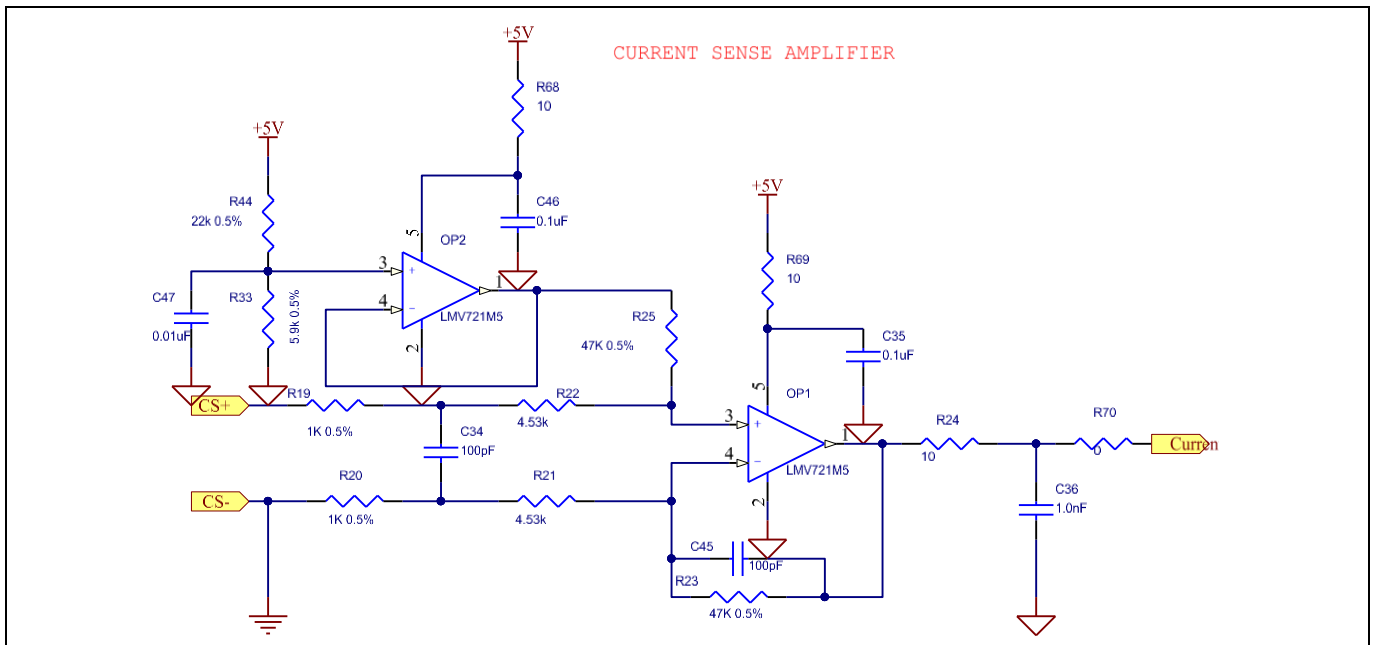 +5V
CURRENT SENSE AMPLIFIER
R68
10
+5V
+5V
R44
22k 0.5%
C46
0.1uF
5
OP2
3
+
R69
10
1
4
-
C47
0.01uF
R33
5.9k 0.5%
LMV721M5
R25
47K 0.5%
2
C35
0.1uF
5
OP1
R19
CS+
1K 0.5%
R22
4.53k
3
+
1
4
-
C34
100pF
LMV721M5
R24
10
R70
0
Curren
R20
CS-
1K 0.5%
R21
4.53k
2
C36
1.0nF
C45
100pF
R23
47K 0.5%